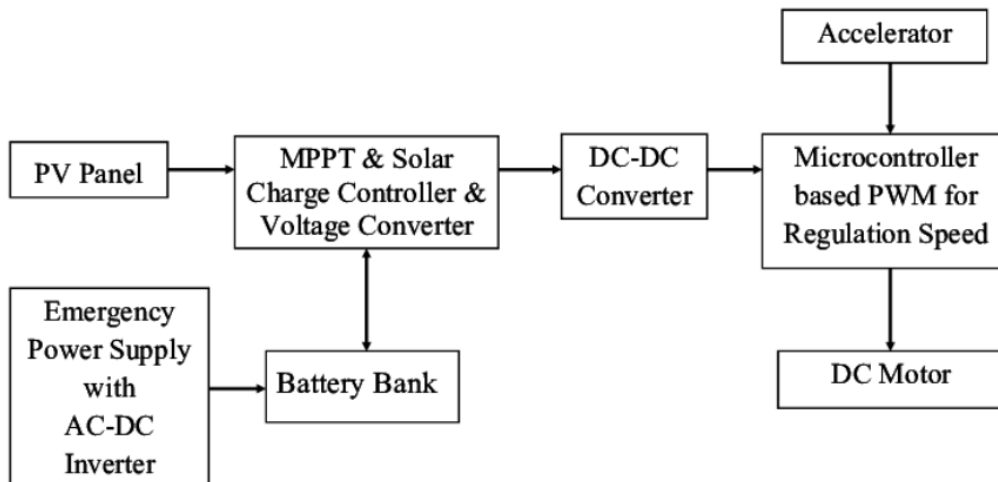 Accelerator
PV Panel
MPPT & Solar
Charge Controller &
Voltage Converter
DC-DC
Converter
Microcontroller
based PWM for
Regulation Speed
Emergency
Power Supply
with
AC-DC
Inverter
Battery Bank
DC Motor